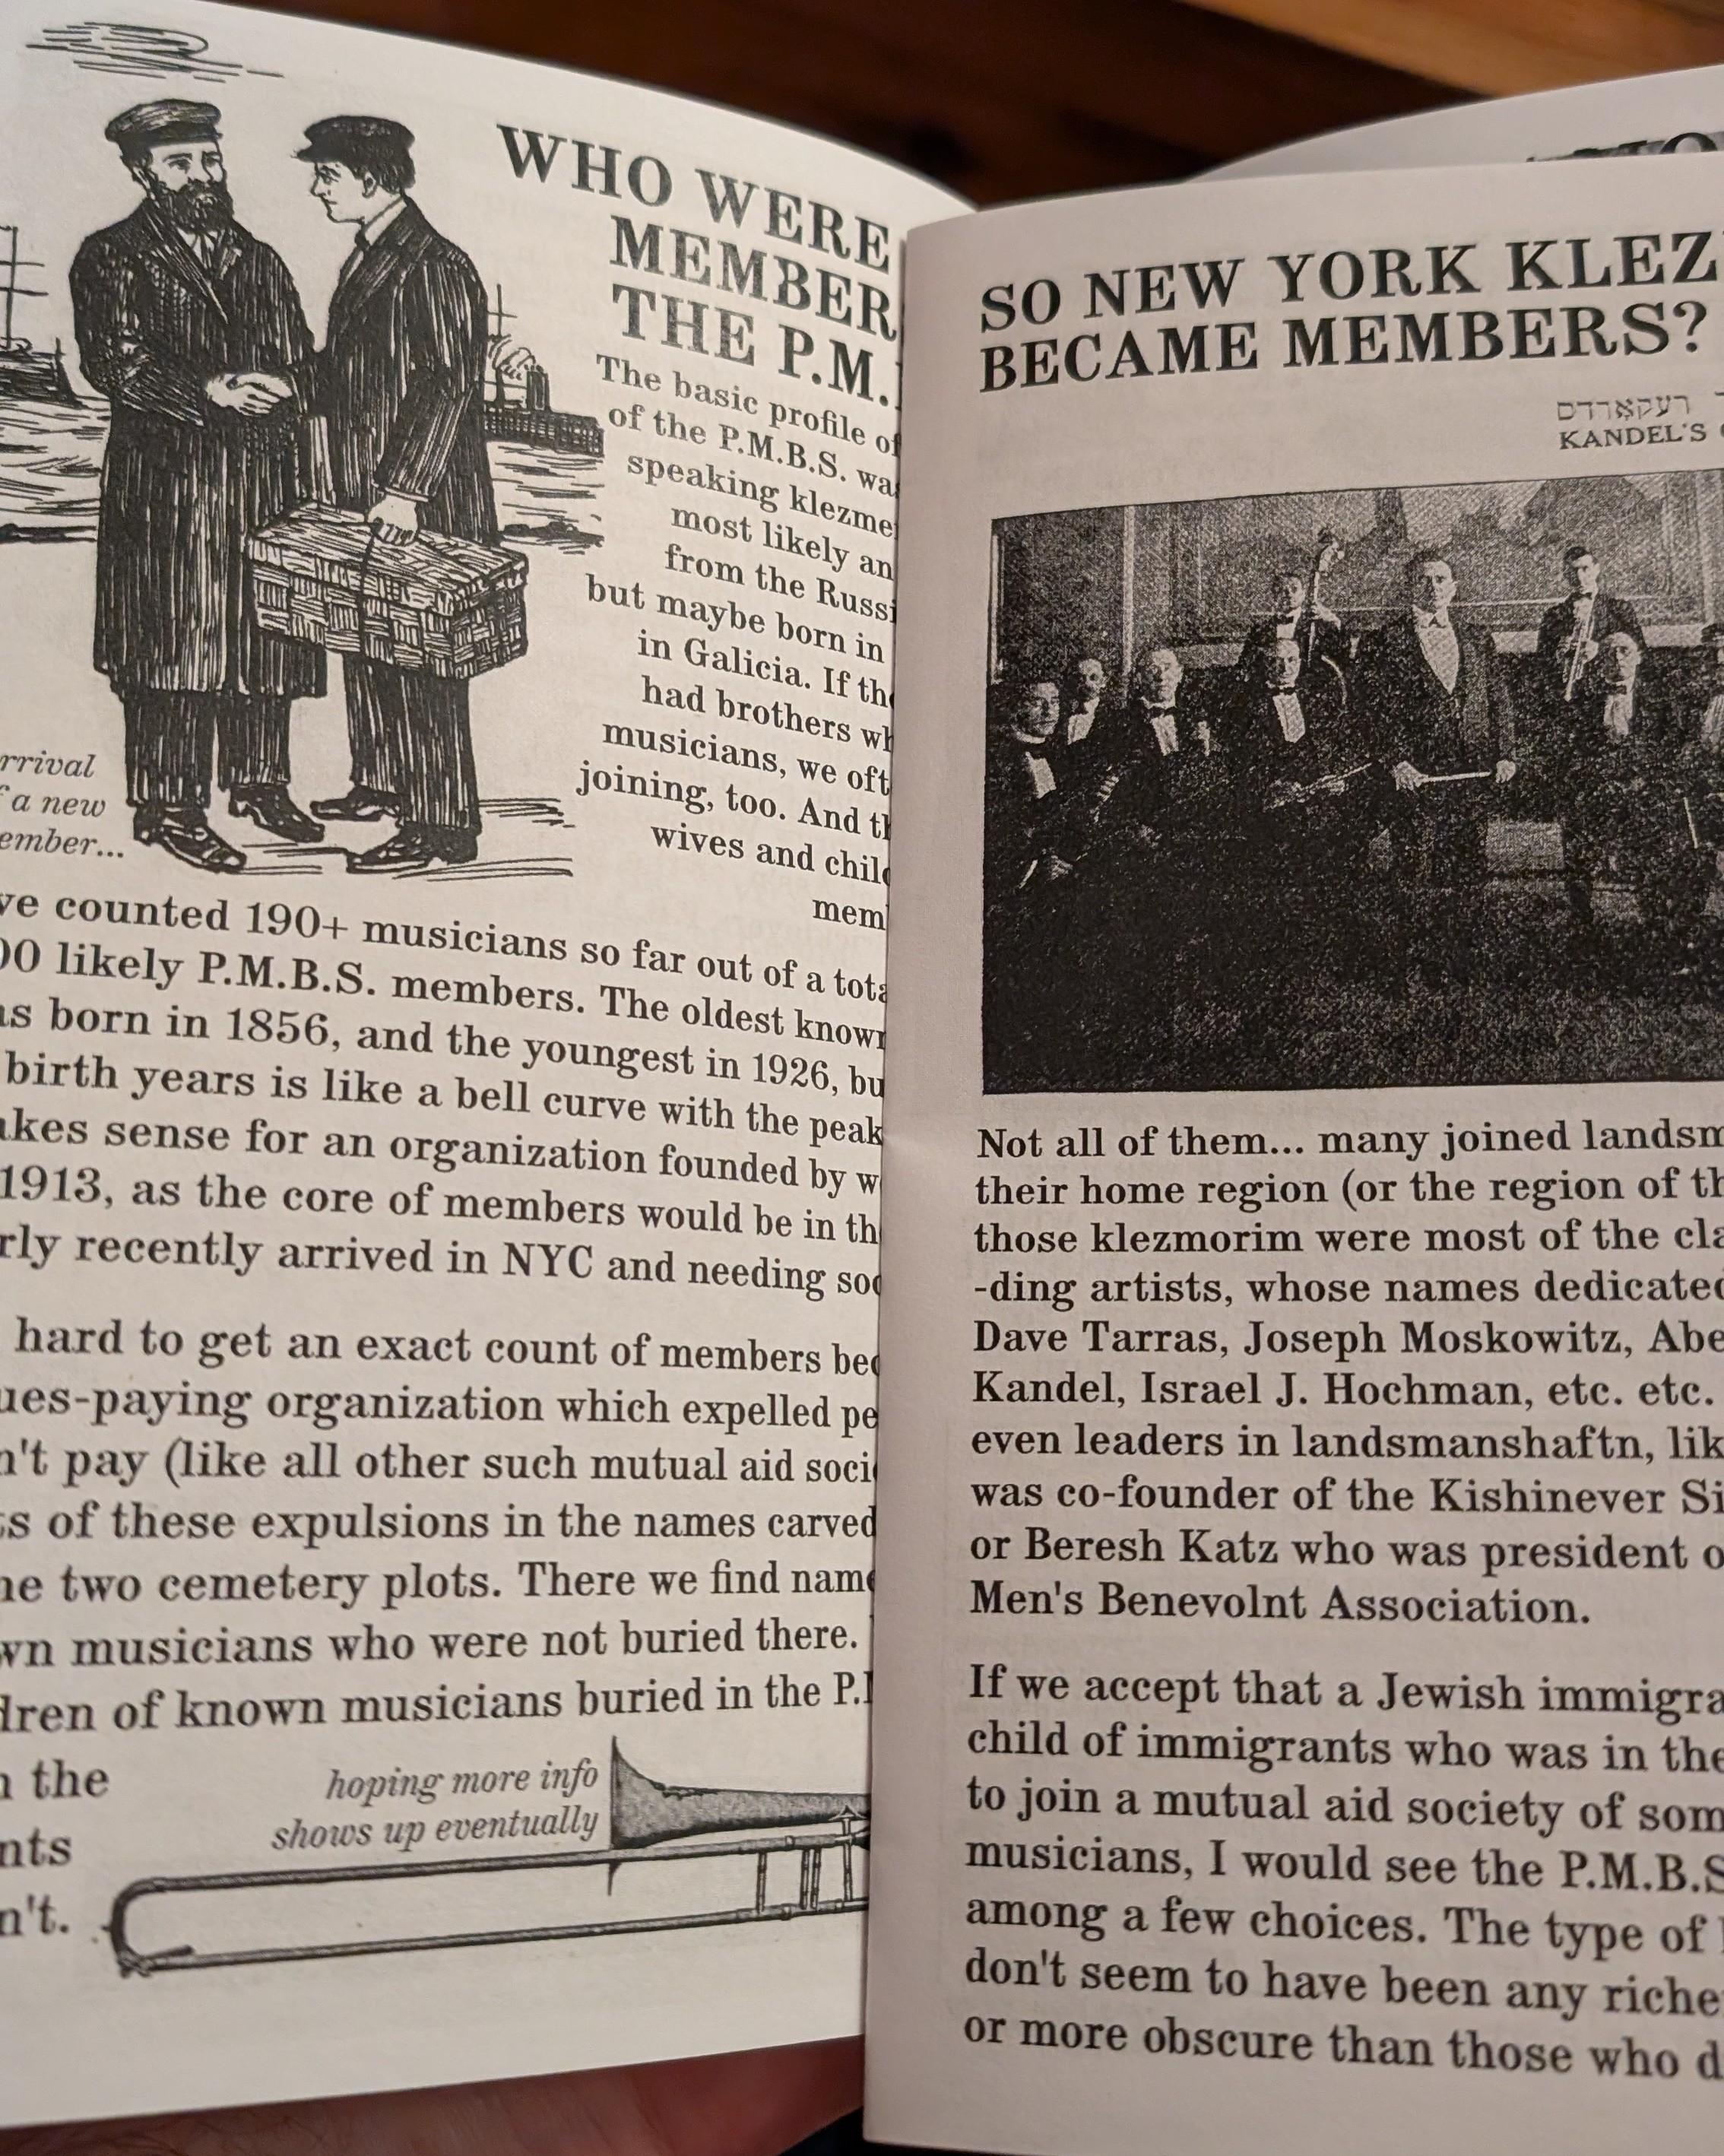 WHO WERE
MEMBER
THE P.M.
The basic profile of
of the P.M.B.S. was
speaking klezme
most likely an
from the Russi
but maybe born in
in Galicia. If the
had brothers wh
musicians, we oft
joining, too. And th
wives and child
mem
rrival
a new
ember...
ve counted 190+ musicians so far out of a tota
00 likely P.M.B.S. members. The oldest known
as born in 1856, and the youngest in 1926, bu
birth years is like a bell curve with the peak
akes sense for an organization founded by w
1913, as the core of members would be in th
rly recently arrived in NYC and needing soc
hard to get an exact count of members bec
ues-paying organization which expelled pe
n't pay (like all other such mutual aid soci
ts of these expulsions in the names carved
he two cemetery plots. There we find name
wn musicians who were not buried there.
dren of known musicians buried in the P.
n the
nts
n't.
hoping more info
shows up eventually
SO NEW YORK KLEZ
BECAME MEMBERS?
רעקארדס
KANDEL'S
Not all of them... many joined landsm
their home region (or the region of th
those klezmorim were most of the cla
-ding artists, whose names dedicated
Dave Tarras, Joseph Moskowitz, Abe
Kandel, Israel J. Hochman, etc. etc.
even leaders in landsmanshaftn, lik
was co-founder of the Kishinever Si
or Beresh Katz who was president o
Men's Benevolnt Association.
If we accept that a Jewish immigra
child of immigrants who was in the
to join a mutual aid society of som
musicians, I would see the P.M.B.S
among a few choices. The type of
don't seem to have been any riche
or more obscure than those who d